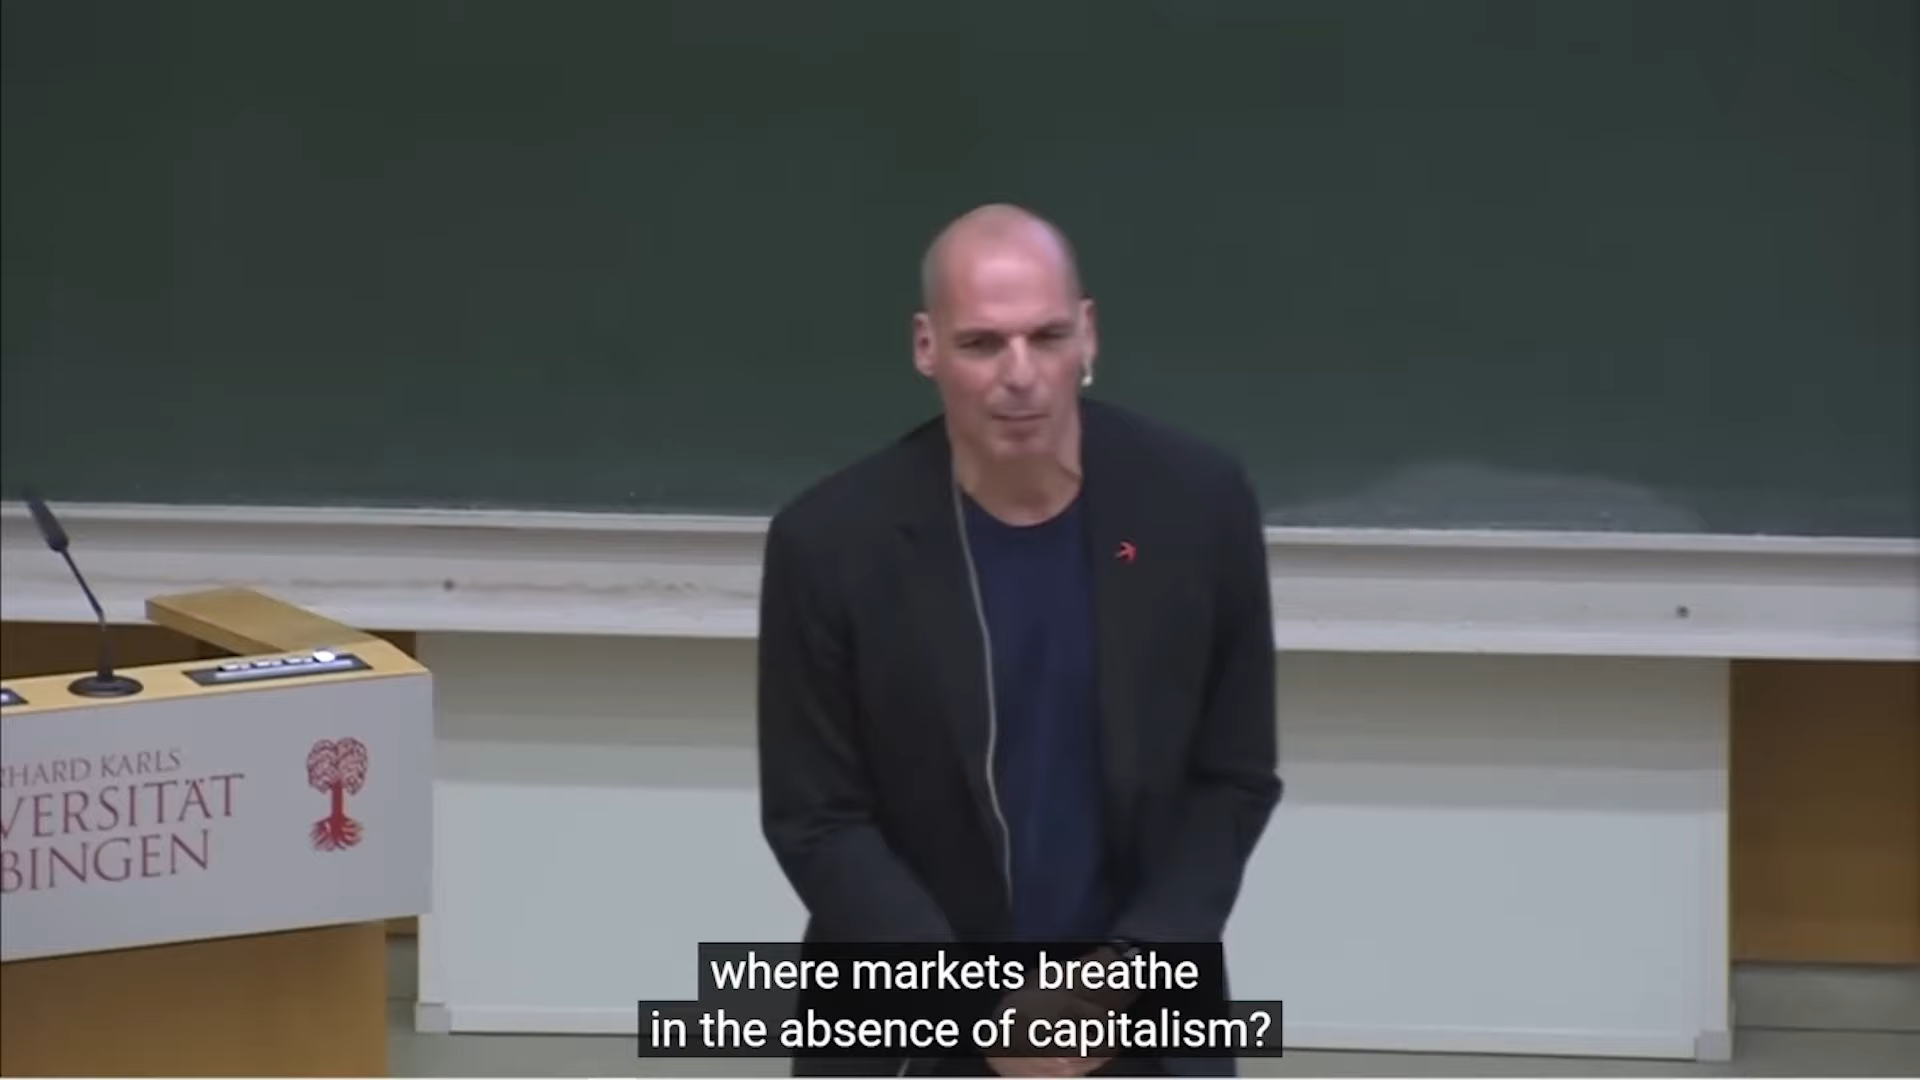 RHARD KARLS
VERSITÄT
BINGEN
where markets breathe
in the absence of capitalism?